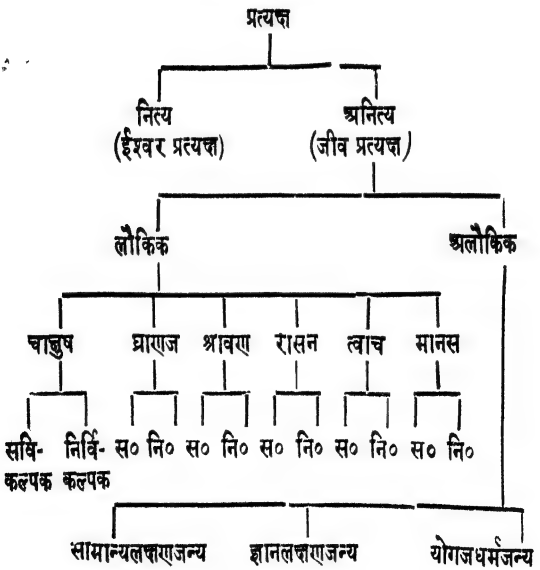 प्रत्यक्ष
नित्य अनित्य
(ईश्वर प्रत्यक्ष) (जीव प्रत्यक्ष)
लौकिक अलौकिक
चाक्षुष घ्राणज श्रावण रासन त्वाच मानस
सवि- निर्वि- स० नि० स० नि० स० नि० स० नि० स० नि०
कल्पक कल्पक
सामान्यलक्षणजन्य ज्ञानलक्षणजन्य योगजधर्मजन्य